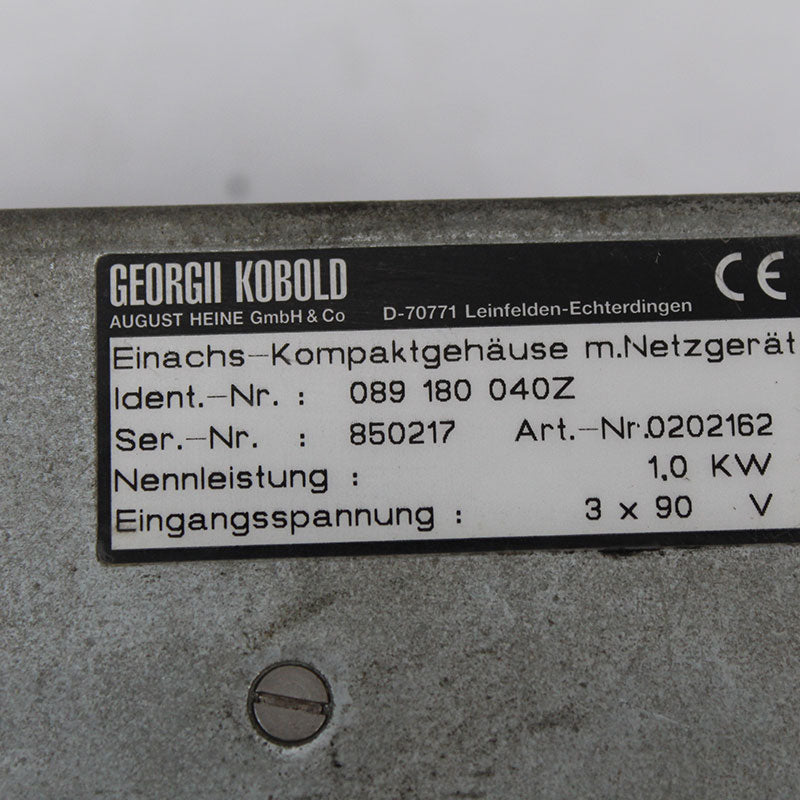 GEORGII KOBOLD
AUGUST HEINE GmbH & Co D-70771 Leinfelden-Echterdingen
CE
Einachs-Kompaktgehäuse m.Netzgerät
Ident.-Nr. : 089 180 040Z
Ser.-Nr. : 850217 Art.-Nr.0202162
Nennleistung : 1,0 KW
Eingangsspannung : 3 x 90 V